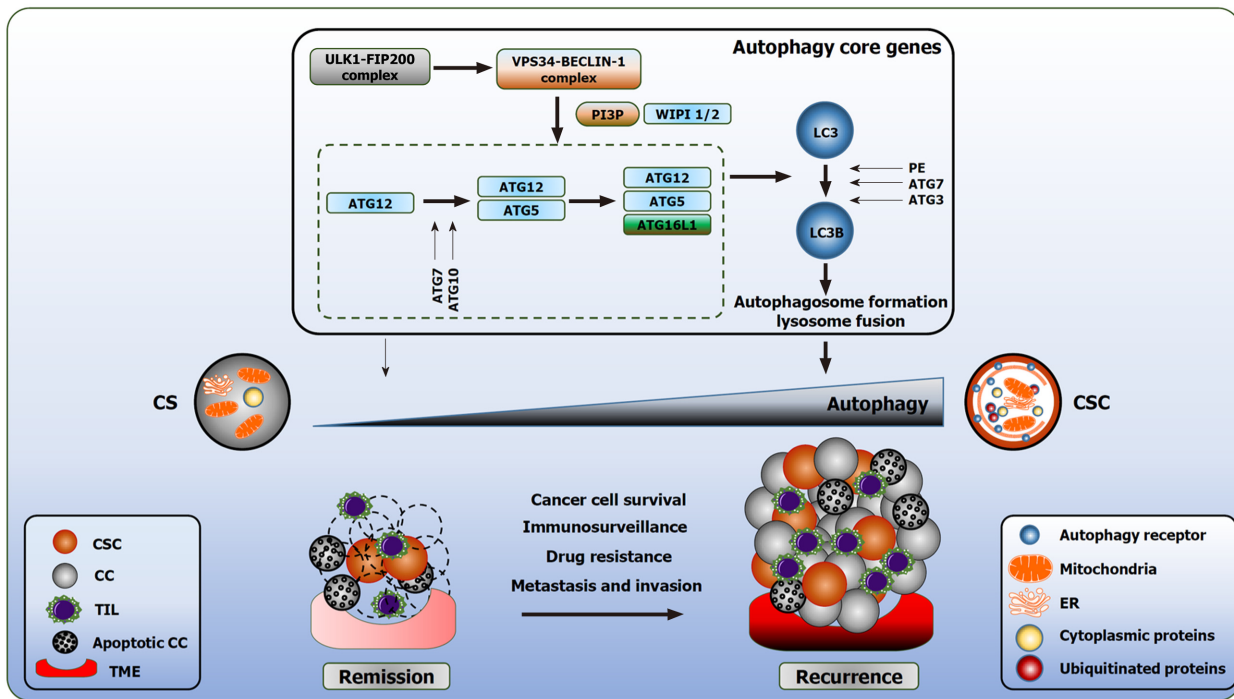 Autophagy core genes
ULK1-FIP200
complex
VPS34-BECLIN-1
complex
PI3P
WIPI 1/2
LC3
PE
ATG7
ATG3
LC3B
ATG12
ATG12
ATG5
ATG12
ATG5
ATG16L1
ATG7
ATG10
Autophagosome formation
lysosome fusion
CS
Autophagy
CSC
Cancer cell survival
Immunosurveillance
Drug resistance
Metastasis and invasion
CSC
CC
TIL
Apoptotic CC
TME
Remission
Recurrence
Autophagy receptor
Mitochondria
ER
Cytoplasmic proteins
Ubiquitinated proteins